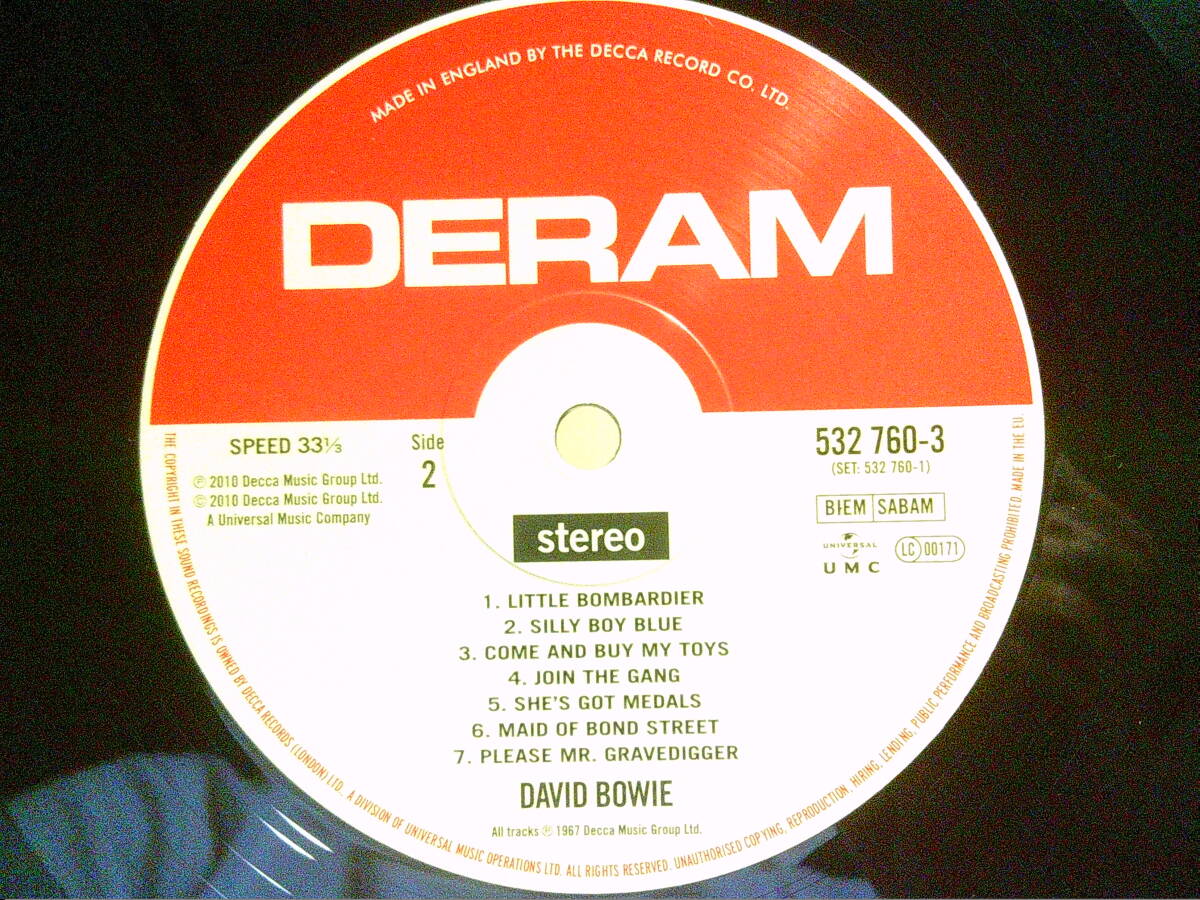 MADE IN ENGLAND BY THE DECCA RECORD CO. LTD.
DERAM
SPEED 33⅓
Side
2
532 760-3
(SET: 532 760-1)
℗ 2010 Decca Music Group Ltd.
© 2010 Decca Music Group Ltd.
A Universal Music Company
BIEM SABAM
UNIVERSAL
UMC
LC 00171
stereo
1. LITTLE BOMBARDIER
2. SILLY BOY BLUE
3. COME AND BUY MY TOYS
4. JOIN THE GANG
5. SHE'S GOT MEDALS
6. MAID OF BOND STREET
7. PLEASE MR. GRAVEDIGGER
DAVID BOWIE
All tracks ℗ 1967 Decca Music Group Ltd.
THE COPYRIGHT IN THESE SOUND RECORDINGS IS OWNED BY DECCA RECORDS (LONDON) LTD., A DIVISION OF UNIVERSAL MUSIC OPERATIONS LTD. ALL RIGHTS RESERVED. UNAUTHORISED COPYING, REPRODUCTION, HIRING, LENDING, PUBLIC PERFORMANCE AND BROADCASTING PROHIBITED. MADE IN THE EU.